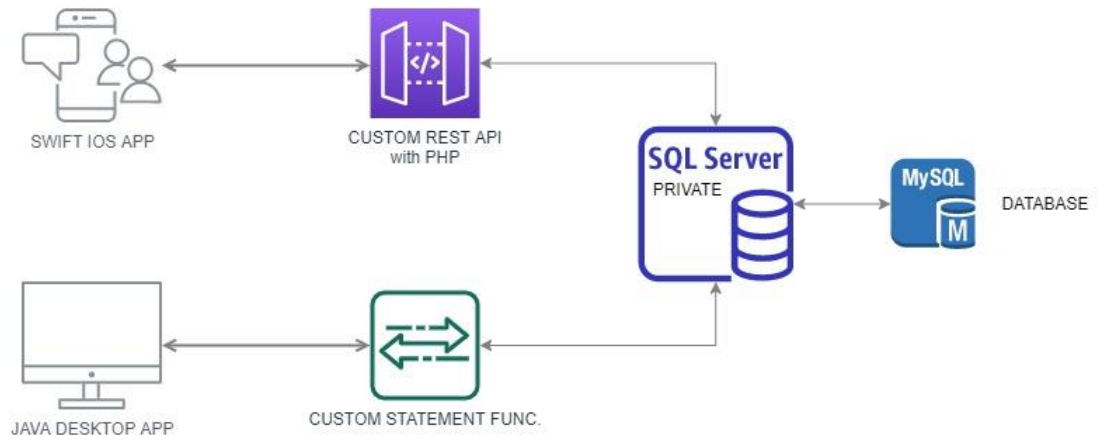 SWIFT IOS APP
</>
CUSTOM REST API
with PHP
SQL Server
PRIVATE
MySQL
M
DATABASE
JAVA DESKTOP APP
CUSTOM STATEMENT FUNC.